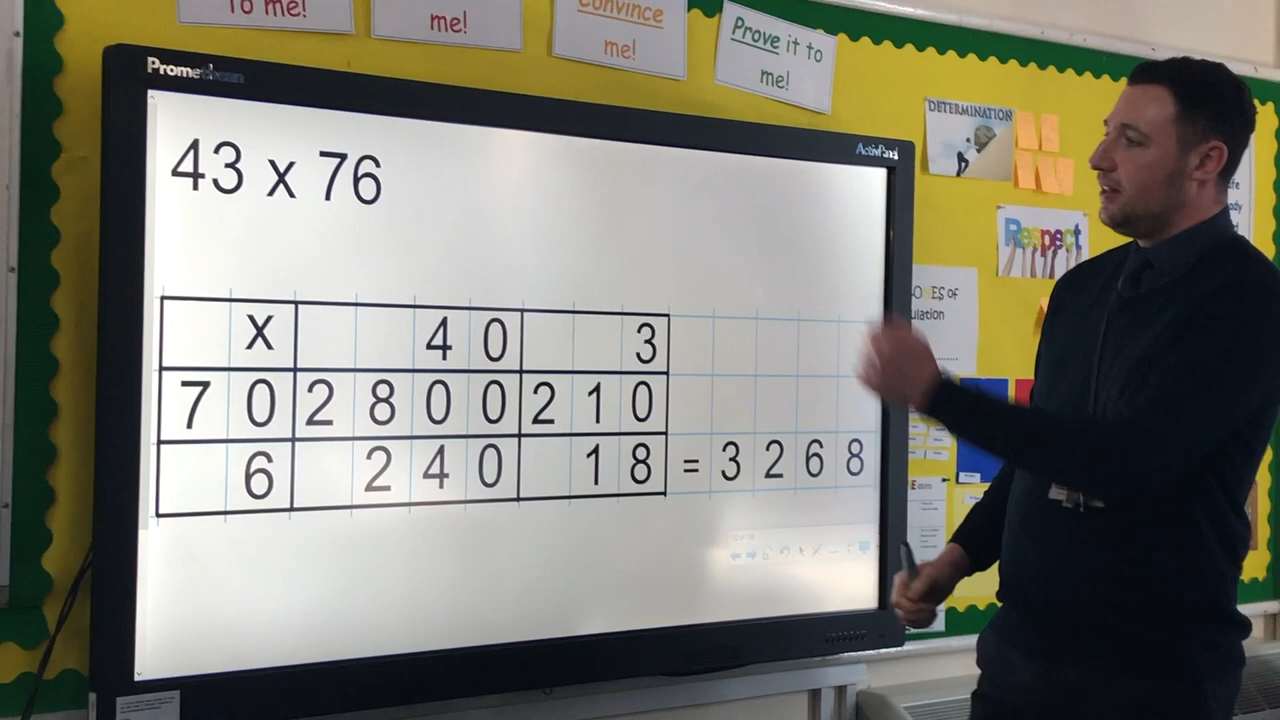 To me!
me!
Convince
me!
Prove it to
me!
Promethean
ActivPanel
DETERMINATION
Respect
43 x 76
x 40 3
70 2800 210
6 240 18 = 3268